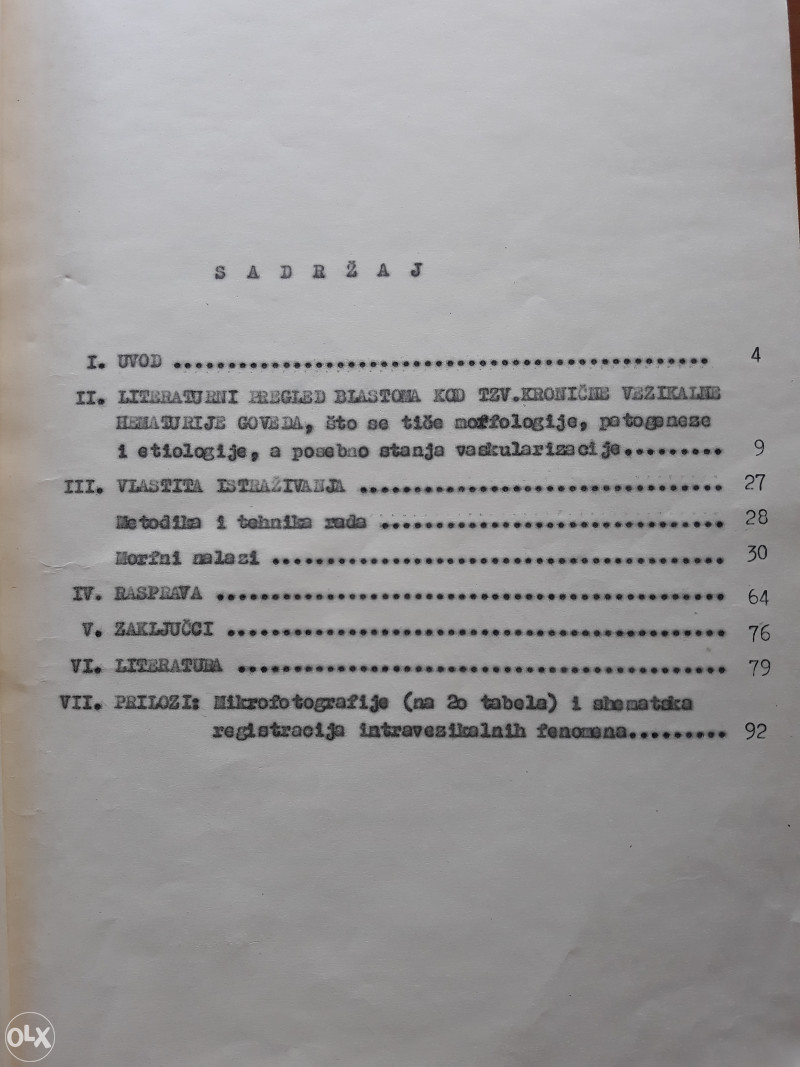 S A D R Ž A J
I. UVOD .................................................. 4
II. LITERATURNI PREGLED BLASTOMA KOD TZV.KRONIČNE VEZIKALNE
HEMATURIJE GOVEDA, što se tiče morfologije, patogeneze
i etiologije, a posebno stanja vaskularizacije......... 9
III. VLASTITA ISTRAŽIVANJA .................................. 27
Metodika i tehnika rada ................................ 28
Morfni nalazi .......................................... 30
IV. RASPRAVA ............................................... 64
V. ZAKLJUČCI .............................................. 76
VI. LITERATURA ............................................. 79
VII. PRILOZI: Mikrofotografije (na 2o tabela) i shematska
registracija intravezikalnih fenomena......... 92
OLX